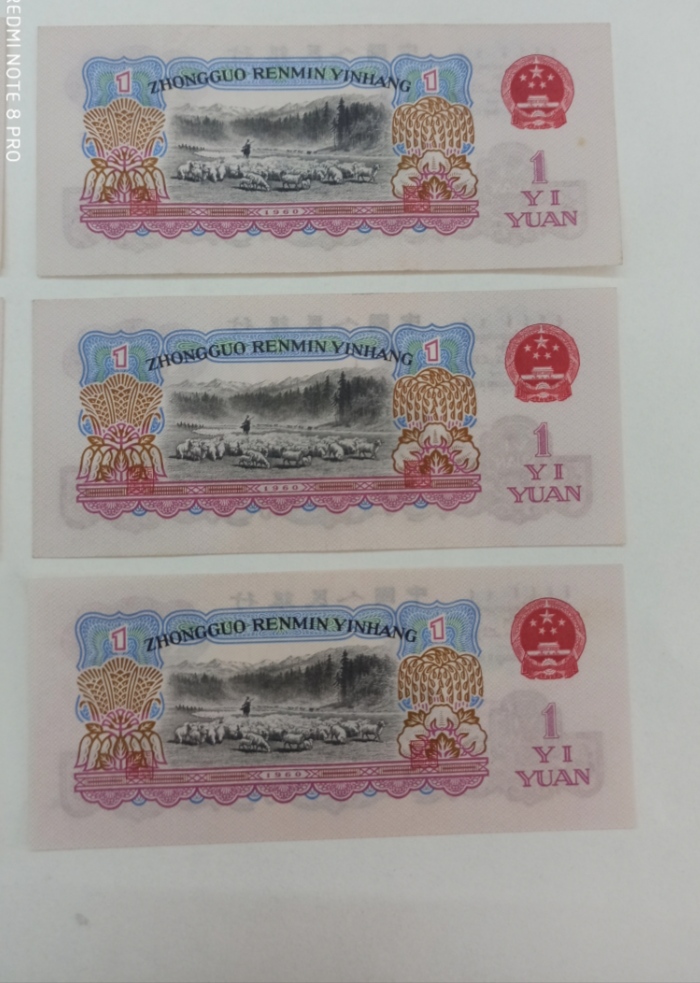 REDMI NOTE 8 PRO
1 ZHONGGUO RENMIN YINHANG 1
1960
1
YI
YUAN
1 ZHONGGUO RENMIN YINHANG 1
1960
1
YI
YUAN
1 ZHONGGUO RENMIN YINHANG 1
1960
1
YI
YUAN